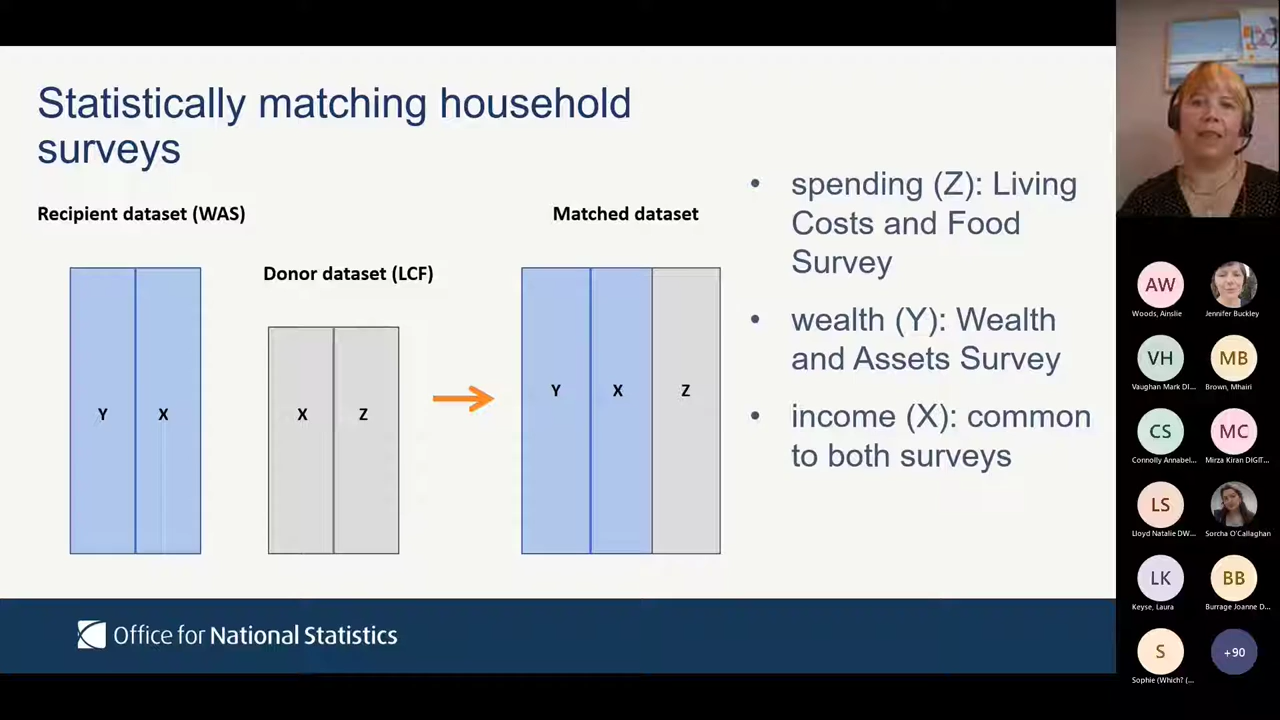 Statistically matching household
surveys
Recipient dataset (WAS)
Donor dataset (LCF)
Matched dataset
Y
X
X
Z
Y
X
Z
• spending (Z): Living
Costs and Food
Survey
• wealth (Y): Wealth
and Assets Survey
• income (X): common
to both surveys
Office for National Statistics
AW
Woods, Ainslie
Jennifer Buckley
VH
Vaughan Mark DI...
MB
Brown, Mhairi
CS
Connolly Annabel...
MC
Mirza Kiran DIGIT...
LS
Lloyd Natalie DW...
Sorcha O'Callaghan
LK
Keyse, Laura
BB
Burrage Joanne D...
S
Sophie (Which? (...
+90